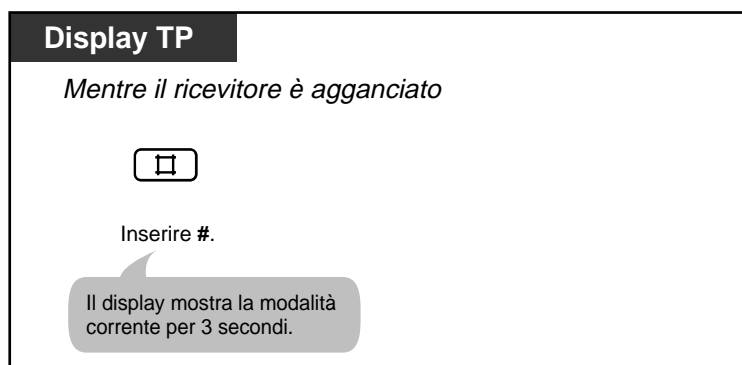 Display TP
Mentre il ricevitore è agganciato
#
Inserire #.
Il display mostra la modalità
corrente per 3 secondi.